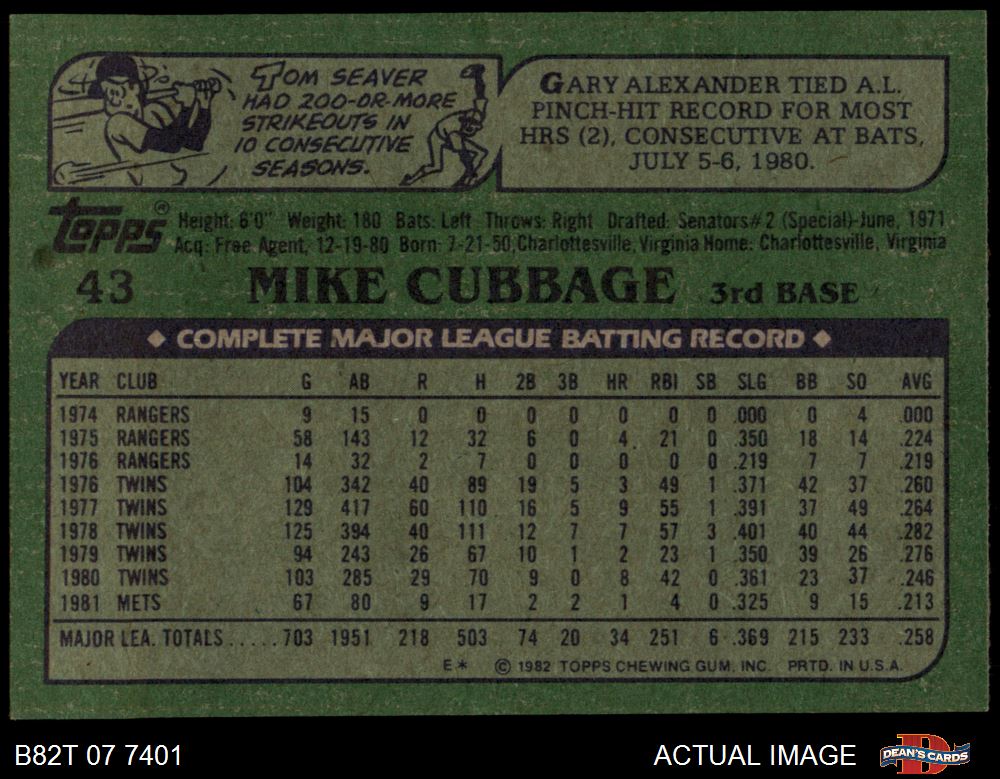 TOM SEAVER
HAD 200-OR-MORE
STRIKEOUTS IN
10 CONSECUTIVE
SEASONS.
GARY ALEXANDER TIED A.L.
PINCH-HIT RECORD FOR MOST
HRS (2), CONSECUTIVE AT BATS,
JULY 5-6, 1980.
TOPPS®
Height: 6'0" Weight: 180 Bats: Left Throws: Right Drafted: Senators#2 (Special)-June, 1971
Acq: Free Agent, 12-19-80 Born: 7-21-50, Charlottesville, Virginia Home: Charlottesville, Virginia
43 MIKE CUBBAGE 3rd BASE
◆ COMPLETE MAJOR LEAGUE BATTING RECORD ◆
YEAR CLUB G AB R H 2B 3B HR RBI SB SLG BB SO AVG
1974 RANGERS 9 15 0 0 0 0 0 0 0 .000 0 4 .000
1975 RANGERS 58 143 12 32 6 0 4 21 0 .350 18 14 .224
1976 RANGERS 14 32 2 7 0 0 0 0 0 .219 7 7 .219
1976 TWINS 104 342 40 89 19 5 3 49 1 .371 42 37 .260
1977 TWINS 129 417 60 110 16 5 9 55 1 .391 37 49 .264
1978 TWINS 125 394 40 111 12 7 7 57 3 .401 40 44 .282
1979 TWINS 94 243 26 67 10 1 2 23 1 .350 39 26 .276
1980 TWINS 103 285 29 70 9 0 8 42 0 .361 23 37 .246
1981 METS 67 80 9 17 2 2 1 4 0 .325 9 15 .213
MAJOR LEA. TOTALS.....703 1951 218 503 74 20 34 251 6 .369 215 233 .258
E* © 1982 TOPPS CHEWING GUM, INC. PRTD. IN U.S.A.
B82T 07 7401 ACTUAL IMAGE DEAN'S CARDS